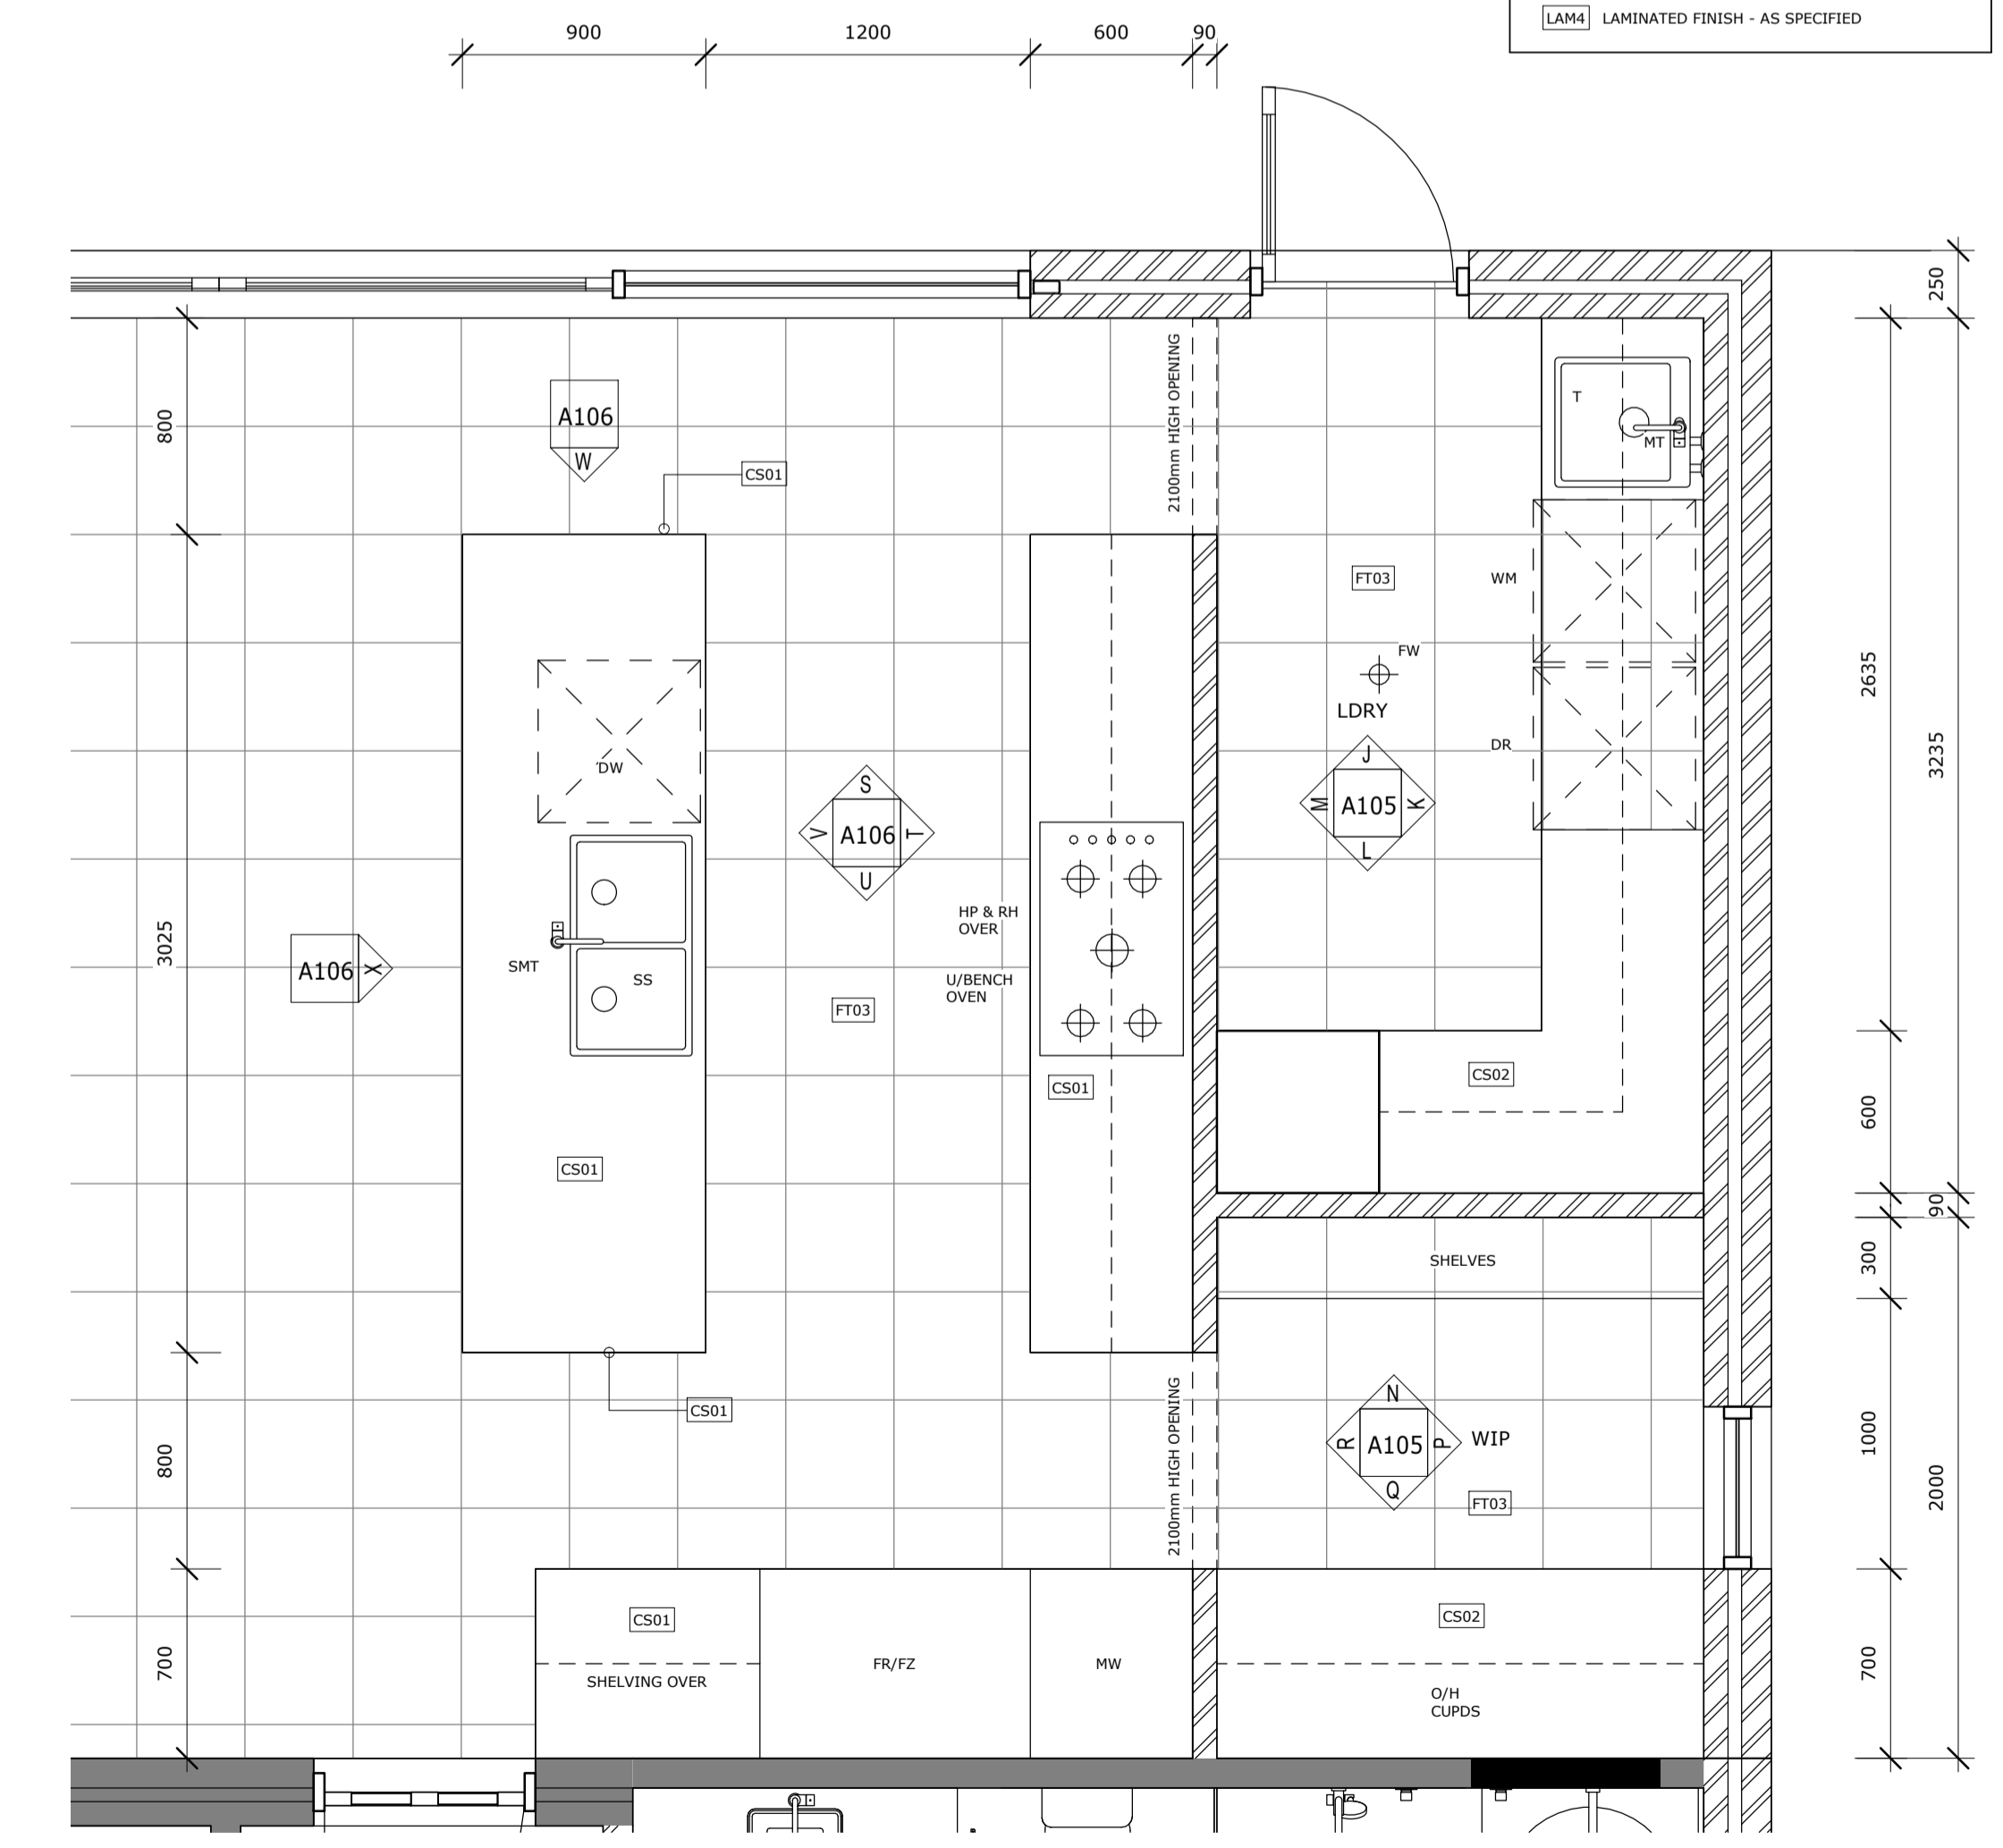 LAM4 LAMINATED FINISH - AS SPECIFIED
900 1200 600 90
250
2100mm HIGH OPENING
800
A106
W
CS01
T
MT
FT03
WM
FW
LDRY
2635
3235
DW
DR
S
V A106 T
U
J
M A105 K
L
3025
A106 X
SMT
SS
HP & RH
OVER
U/BENCH
OVEN
FT03
CS01
CS02
600
CS01
90
SHELVES
300
CS01
800
2100mm HIGH OPENING
N
R A105 P
Q
WIP
FT03
1000
2000
CS01
SHELVING OVER
FR/FZ
MW
CS02
O/H
CUPDS
700
700